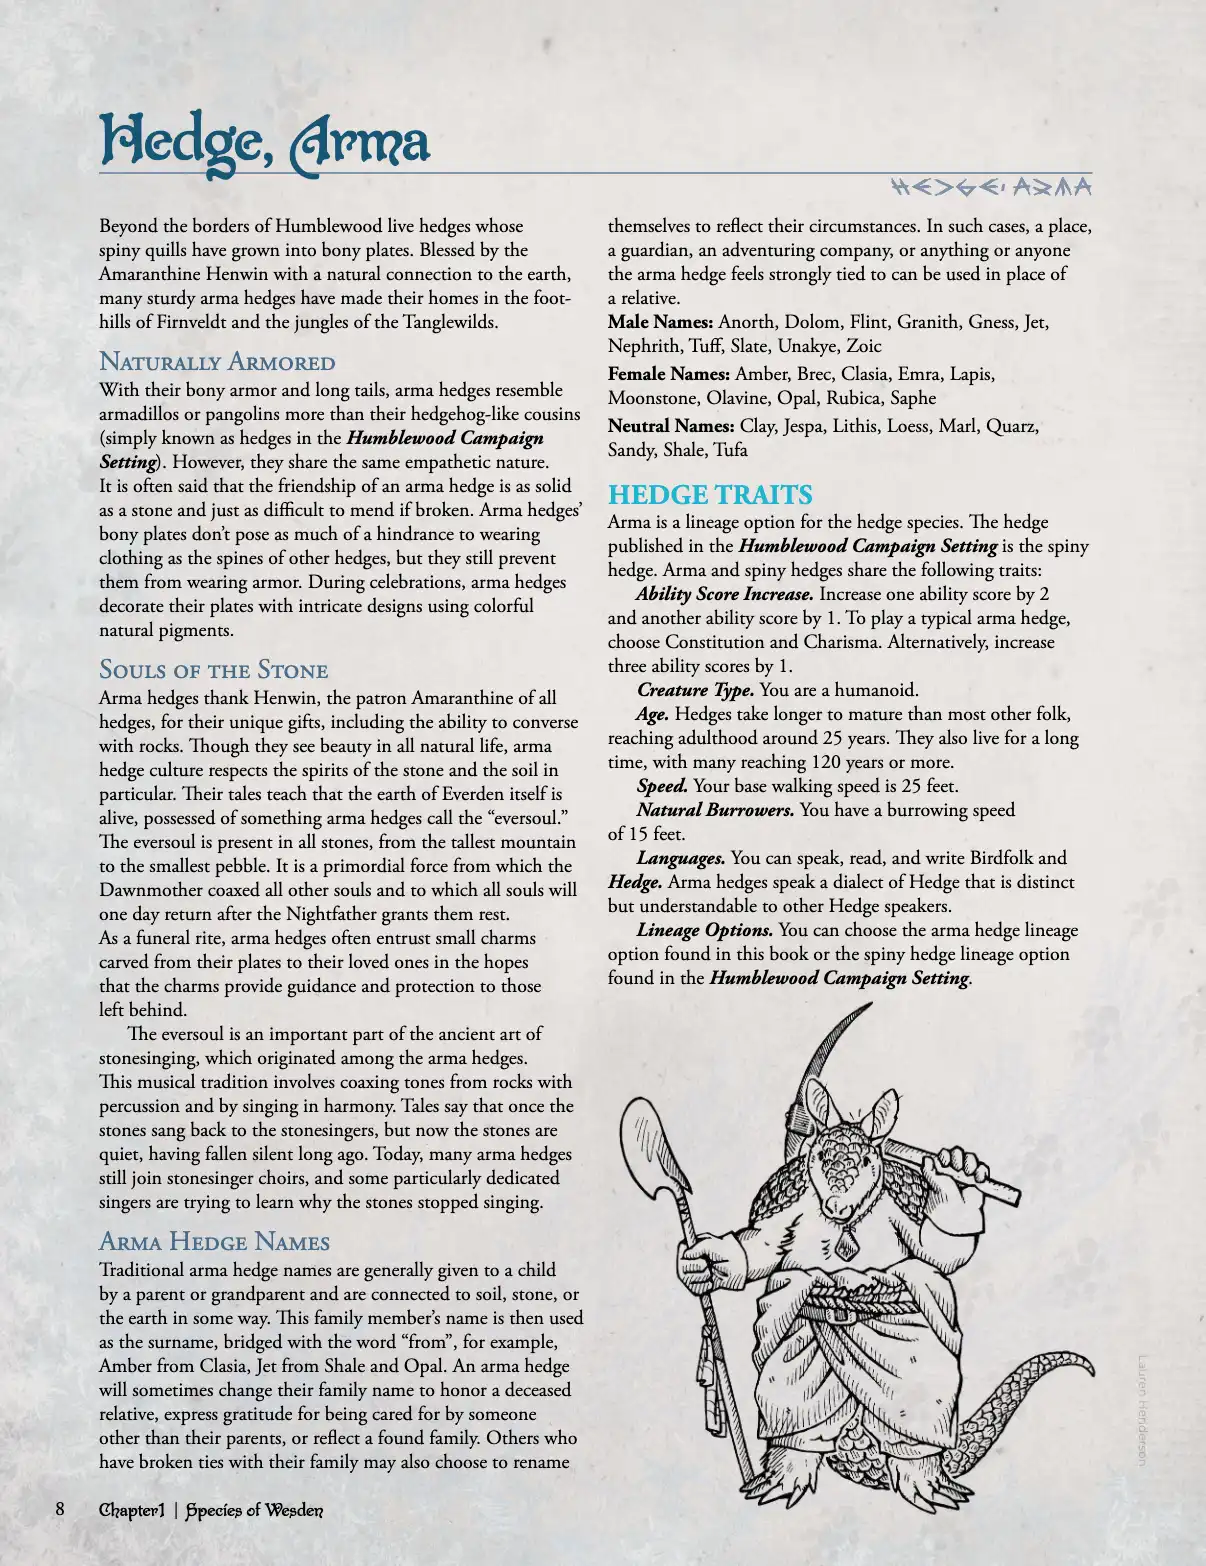 Hedge, Arma
HEDGE, ARMA
Beyond the borders of Humblewood live hedges whose
spiny quills have grown into bony plates. Blessed by the
Amaranthine Henwin with a natural connection to the earth,
many sturdy arma hedges have made their homes in the foot-
hills of Firnveldt and the jungles of the Tanglewilds.
Naturally Armored
With their bony armor and long tails, arma hedges resemble
armadillos or pangolins more than their hedgehog-like cousins
(simply known as hedges in the Humblewood Campaign
Setting). However, they share the same empathetic nature.
It is often said that the friendship of an arma hedge is as solid
as a stone and just as difficult to mend if broken. Arma hedges’
bony plates don’t pose as much of a hindrance to wearing
clothing as the spines of other hedges, but they still prevent
them from wearing armor. During celebrations, arma hedges
decorate their plates with intricate designs using colorful
natural pigments.
Souls of the Stone
Arma hedges thank Henwin, the patron Amaranthine of all
hedges, for their unique gifts, including the ability to converse
with rocks. Though they see beauty in all natural life, arma
hedge culture respects the spirits of the stone and the soil in
particular. Their tales teach that the earth of Everden itself is
alive, possessed of something arma hedges call the “eversoul.”
The eversoul is present in all stones, from the tallest mountain
to the smallest pebble. It is a primordial force from which the
Dawnmother coaxed all other souls and to which all souls will
one day return after the Nightfather grants them rest.
As a funeral rite, arma hedges often entrust small charms
carved from their plates to their loved ones in the hopes
that the charms provide guidance and protection to those
left behind.
The eversoul is an important part of the ancient art of
stonesinging, which originated among the arma hedges.
This musical tradition involves coaxing tones from rocks with
percussion and by singing in harmony. Tales say that once the
stones sang back to the stonesingers, but now the stones are
quiet, having fallen silent long ago. Today, many arma hedges
still join stonesinger choirs, and some particularly dedicated
singers are trying to learn why the stones stopped singing.
Arma Hedge Names
Traditional arma hedge names are generally given to a child
by a parent or grandparent and are connected to soil, stone, or
the earth in some way. This family member’s name is then used
as the surname, bridged with the word “from”, for example,
Amber from Clasia, Jet from Shale and Opal. An arma hedge
will sometimes change their family name to honor a deceased
relative, express gratitude for being cared for by someone
other than their parents, or reflect a found family. Others who
have broken ties with their family may also choose to rename
themselves to reflect their circumstances. In such cases, a place,
a guardian, an adventuring company, or anything or anyone
the arma hedge feels strongly tied to can be used in place of
a relative.
Male Names: Anorth, Dolom, Flint, Granith, Gness, Jet,
Nephrith, Tuff, Slate, Unakye, Zoic
Female Names: Amber, Brec, Clasia, Emra, Lapis,
Moonstone, Olavine, Opal, Rubica, Saphe
Neutral Names: Clay, Jespa, Lithis, Loess, Marl, Quarz,
Sandy, Shale, Tufa
HEDGE TRAITS
Arma is a lineage option for the hedge species. The hedge
published in the Humblewood Campaign Setting is the spiny
hedge. Arma and spiny hedges share the following traits:
Ability Score Increase. Increase one ability score by 2
and another ability score by 1. To play a typical arma hedge,
choose Constitution and Charisma. Alternatively, increase
three ability scores by 1.
Creature Type. You are a humanoid.
Age. Hedges take longer to mature than most other folk,
reaching adulthood around 25 years. They also live for a long
time, with many reaching 120 years or more.
Speed. Your base walking speed is 25 feet.
Natural Burrowers. You have a burrowing speed
of 15 feet.
Languages. You can speak, read, and write Birdfolk and
Hedge. Arma hedges speak a dialect of Hedge that is distinct
but understandable to other Hedge speakers.
Lineage Options. You can choose the arma hedge lineage
option found in this book or the spiny hedge lineage option
found in the Humblewood Campaign Setting.
Lauren Henderson
8 Chapter1 | Species of Wesden